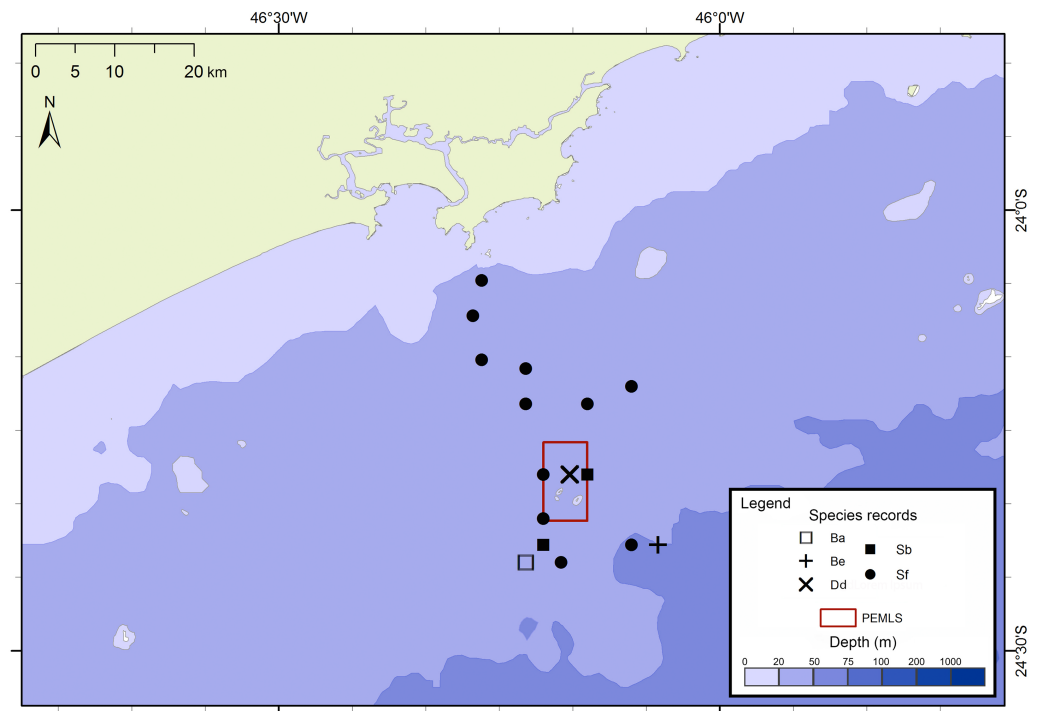 46°30'W 46°0'W
0 5 10 20 km
N
24°0'S
Legend
Species records
Ba
Be
Dd
Sb
Sf
PEMLS
Depth (m)
0 20 50 75 100 200 1000
24°30'S